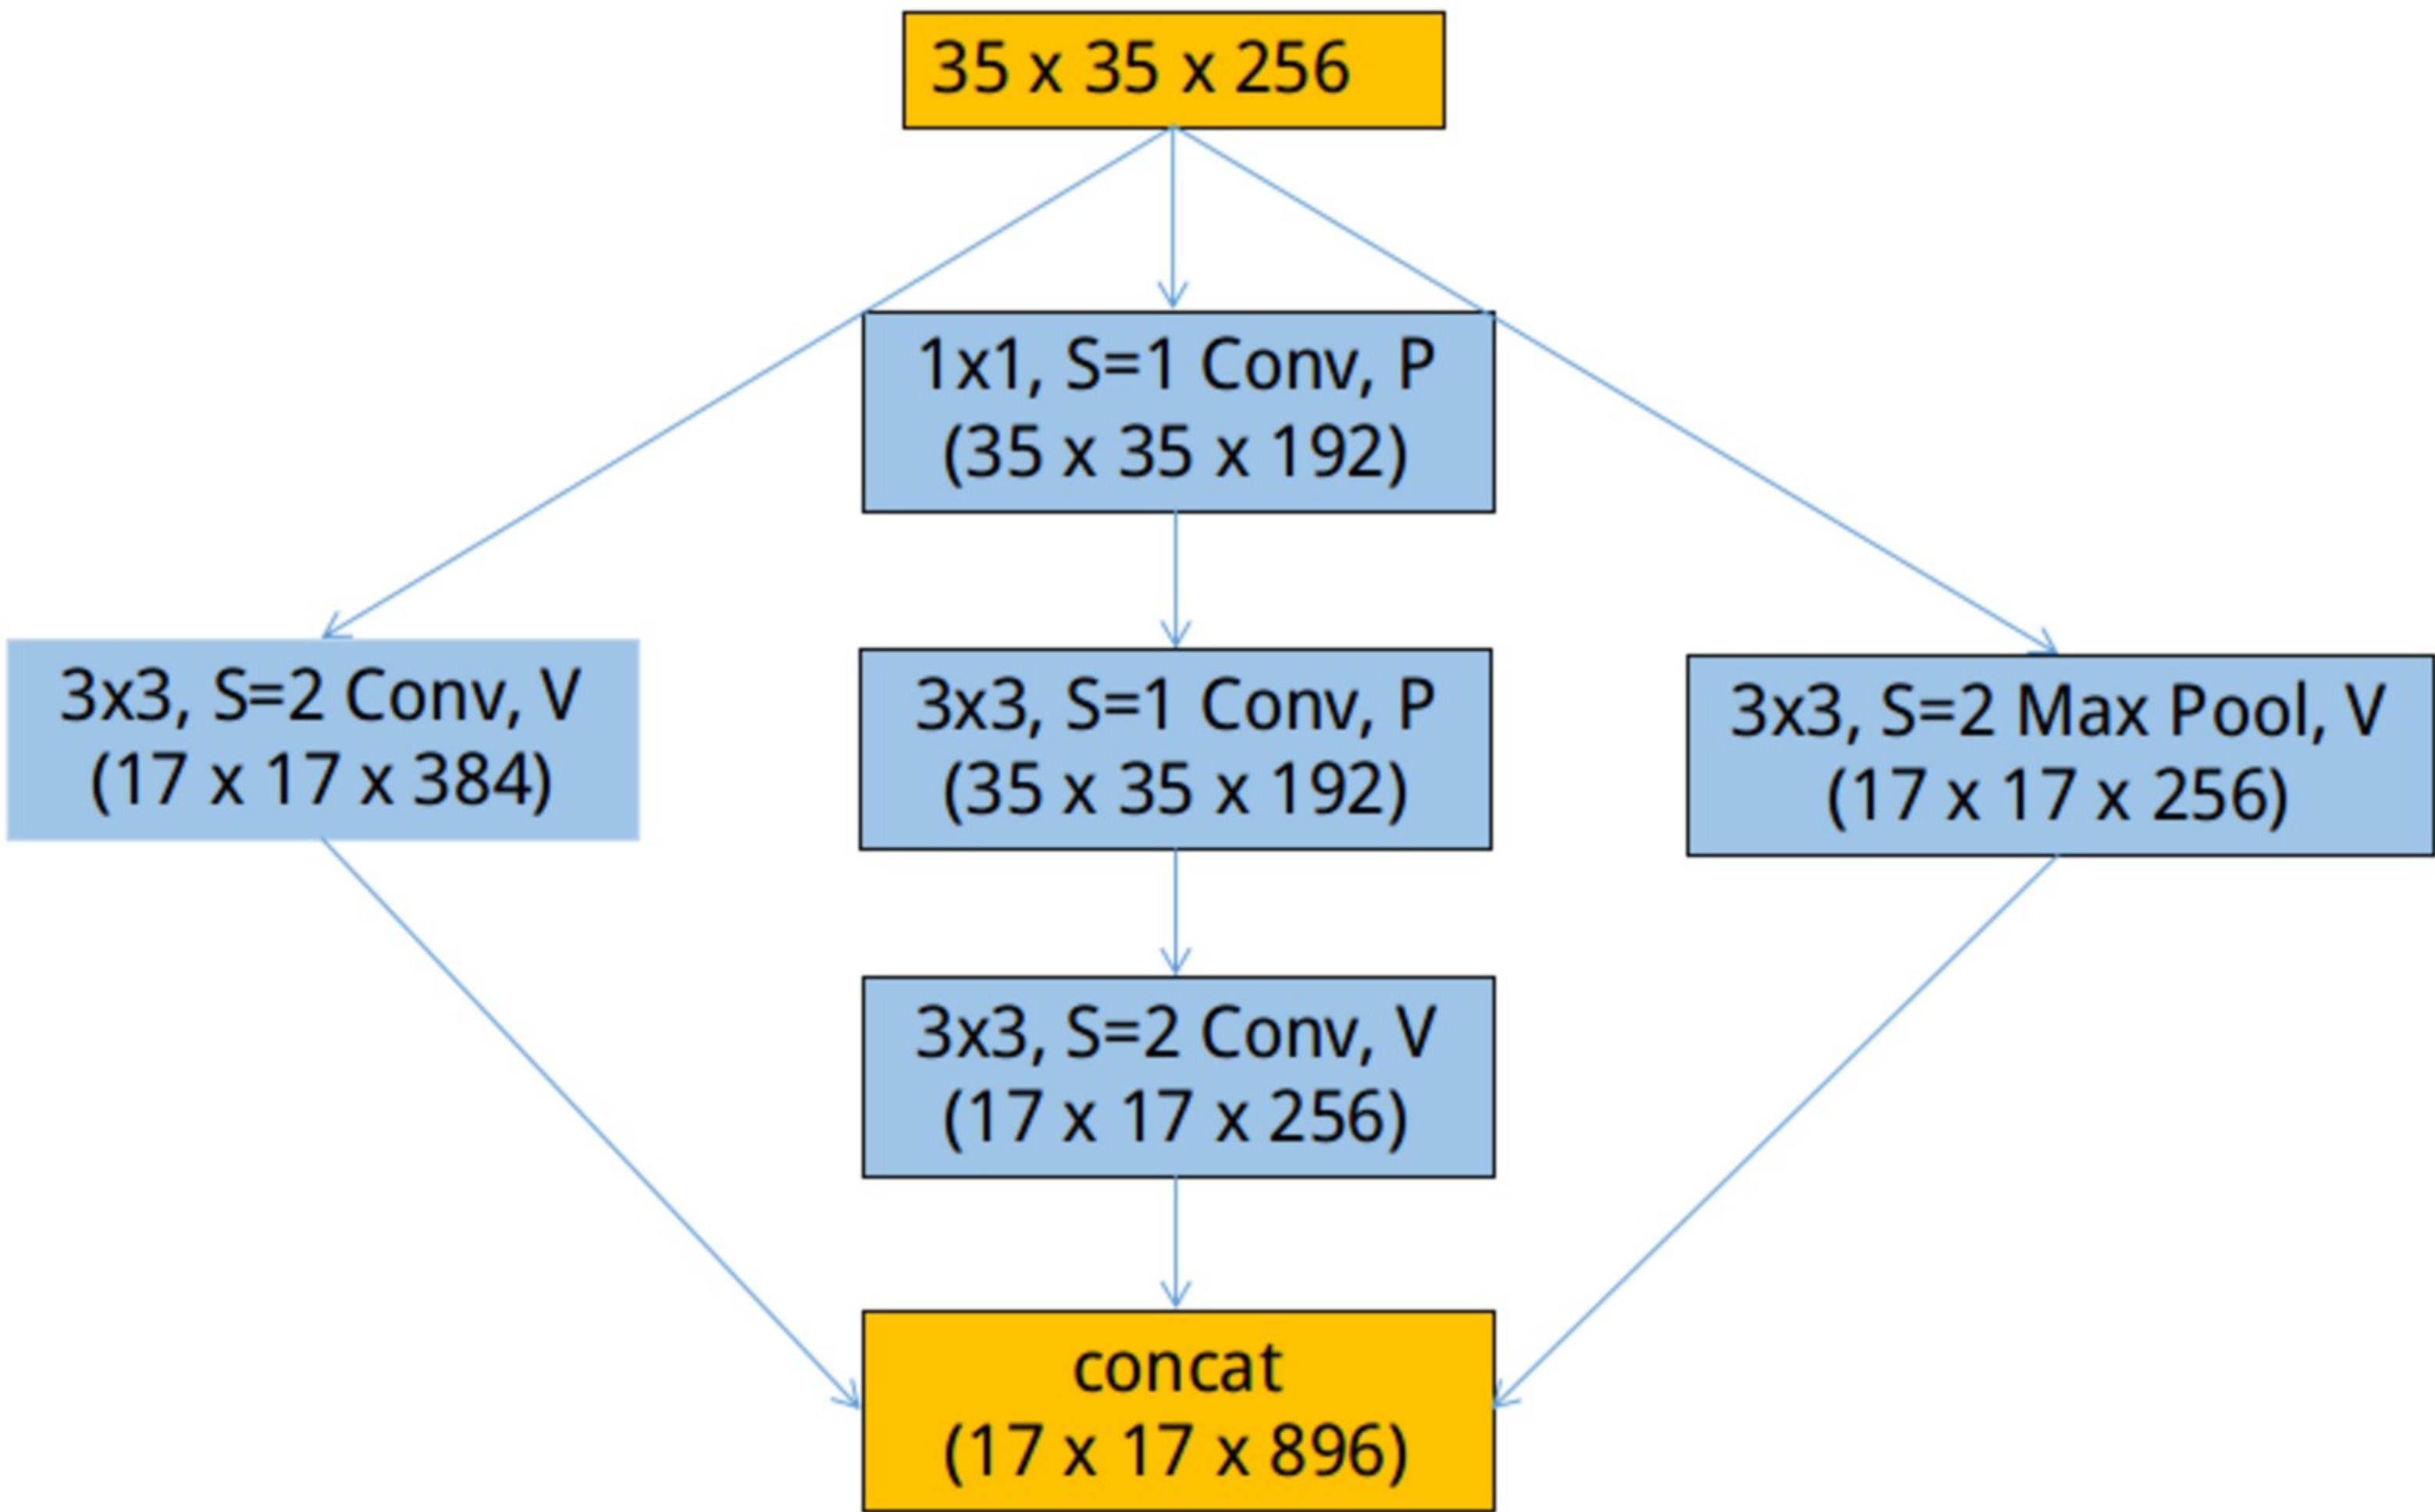 35 x 35 x 256
1x1, S=1 Conv, P
(35 x 35 x 192)
3x3, S=2 Conv, V
(17 x 17 x 384)
3x3, S=1 Conv, P
(35 x 35 x 192)
3x3, S=2 Max Pool, V
(17 x 17 x 256)
3x3, S=2 Conv, V
(17 x 17 x 256)
concat
(17 x 17 x 896)